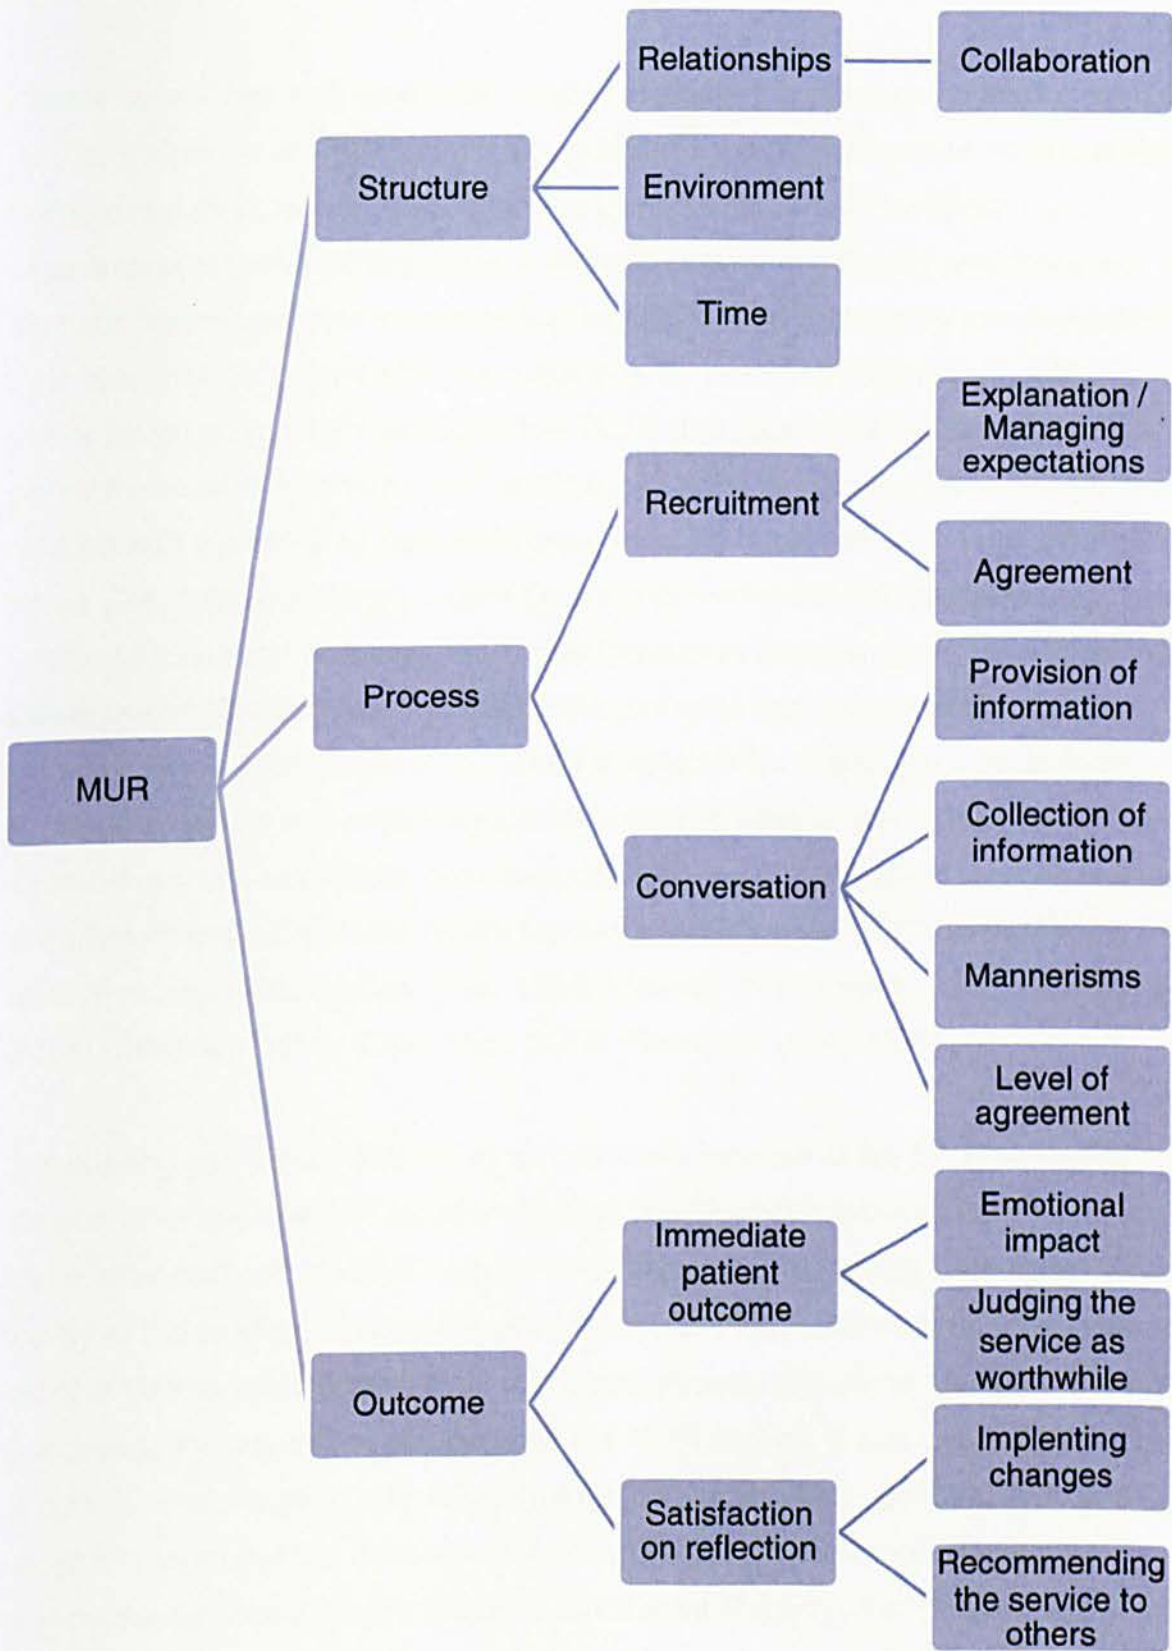 Relationships
Collaboration
Structure
Environment
Time
Explanation /
Managing
expectations
Recruitment
Agreement
Process
Provision of
information
MUR
Collection of
information
Conversation
Mannerisms
Level of
agreement
Emotional
impact
Immediate
patient
outcome
Judging the
service as
worthwhile
Outcome
Implenting
changes
Satisfaction
on reflection
Recommending
the service to
others